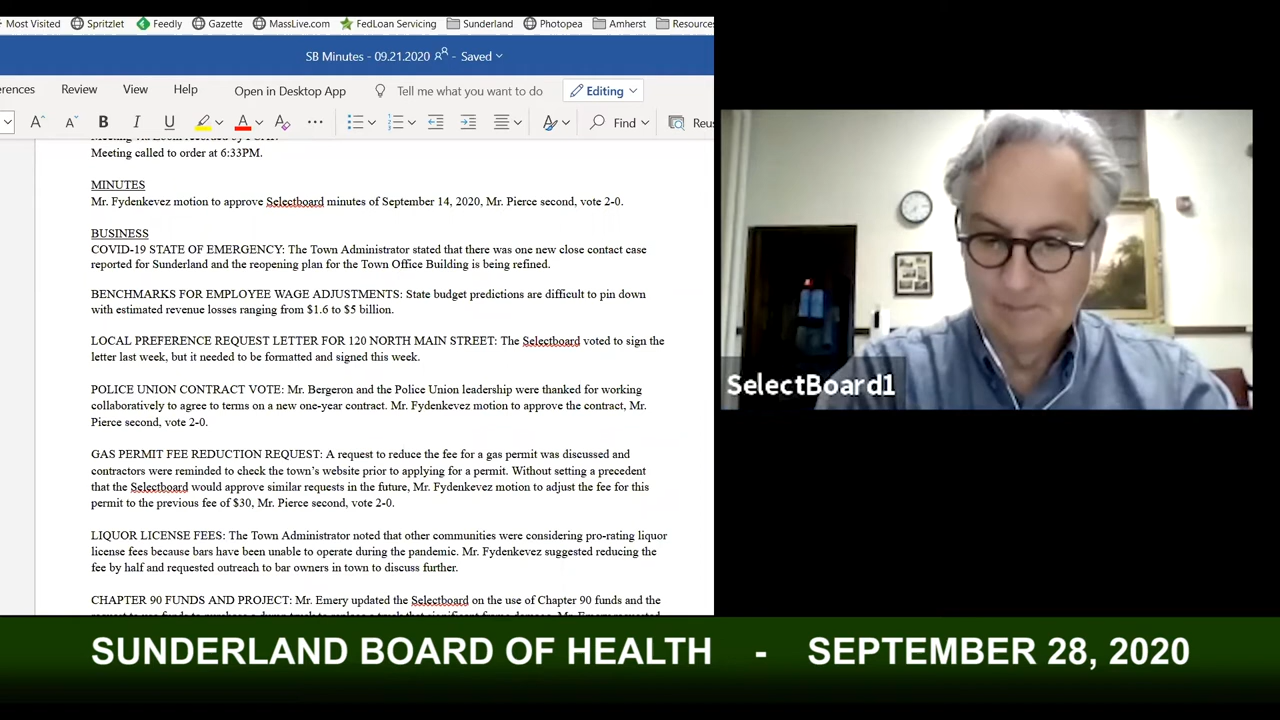 Most Visited Spritzlet Feedly Gazette MassLive.com FedLoan Servicing Sunderland Photopea Amherst Resources
SB Minutes - 09.21.2020 - Saved
erences Review View Help Open in Desktop App Tell me what you want to do Editing
B I U A Find Reus
Meeting called to order at 6:33PM.
MINUTES
Mr. Fydenkevez motion to approve Selectboard minutes of September 14, 2020, Mr. Pierce second, vote 2-0.
BUSINESS
COVID-19 STATE OF EMERGENCY: The Town Administrator stated that there was one new close contact case
reported for Sunderland and the reopening plan for the Town Office Building is being refined.
BENCHMARKS FOR EMPLOYEE WAGE ADJUSTMENTS: State budget predictions are difficult to pin down
with estimated revenue losses ranging from $1.6 to $5 billion.
LOCAL PREFERENCE REQUEST LETTER FOR 120 NORTH MAIN STREET: The Selectboard voted to sign the
letter last week, but it needed to be formatted and signed this week.
POLICE UNION CONTRACT VOTE: Mr. Bergeron and the Police Union leadership were thanked for working
collaboratively to agree to terms on a new one-year contract. Mr. Fydenkevez motion to approve the contract, Mr.
Pierce second, vote 2-0.
GAS PERMIT FEE REDUCTION REQUEST: A request to reduce the fee for a gas permit was discussed and
contractors were reminded to check the town's website prior to applying for a permit. Without setting a precedent
that the Selectboard would approve similar requests in the future, Mr. Fydenkevez motion to adjust the fee for this
permit to the previous fee of $30, Mr. Pierce second, vote 2-0.
LIQUOR LICENSE FEES: The Town Administrator noted that other communities were considering pro-rating liquor
license fees because bars have been unable to operate during the pandemic. Mr. Fydenkevez suggested reducing the
fee by half and requested outreach to bar owners in town to discuss further.
CHAPTER 90 FUNDS AND PROJECT: Mr. Emery updated the Selectboard on the use of Chapter 90 funds and the
SelectBoard1
SUNDERLAND BOARD OF HEALTH - SEPTEMBER 28, 2020